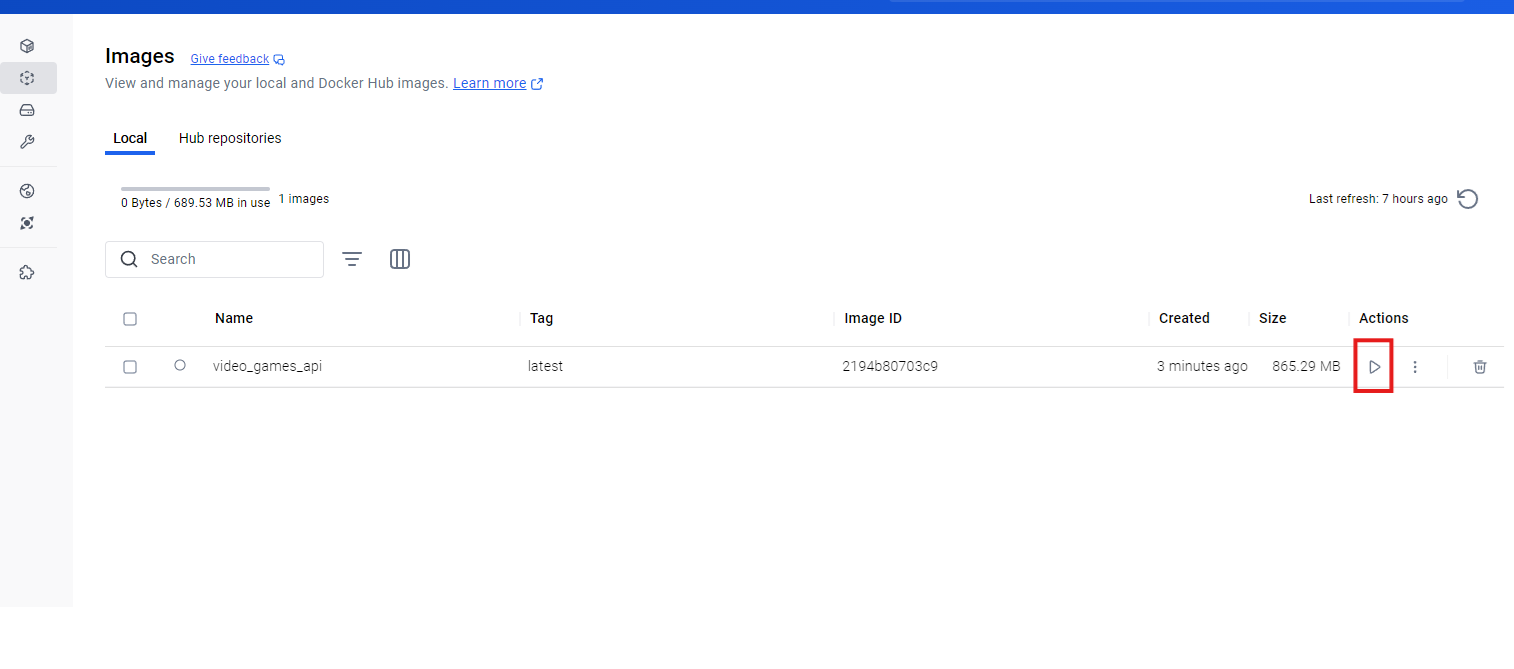 Images Give feedback
View and manage your local and Docker Hub images. Learn more
Local Hub repositories
0 Bytes / 689.53 MB in use 1 images
Last refresh: 7 hours ago
Search
Name Tag Image ID Created Size Actions
video_games_api latest 2194b80703c9 3 minutes ago 865.29 MB